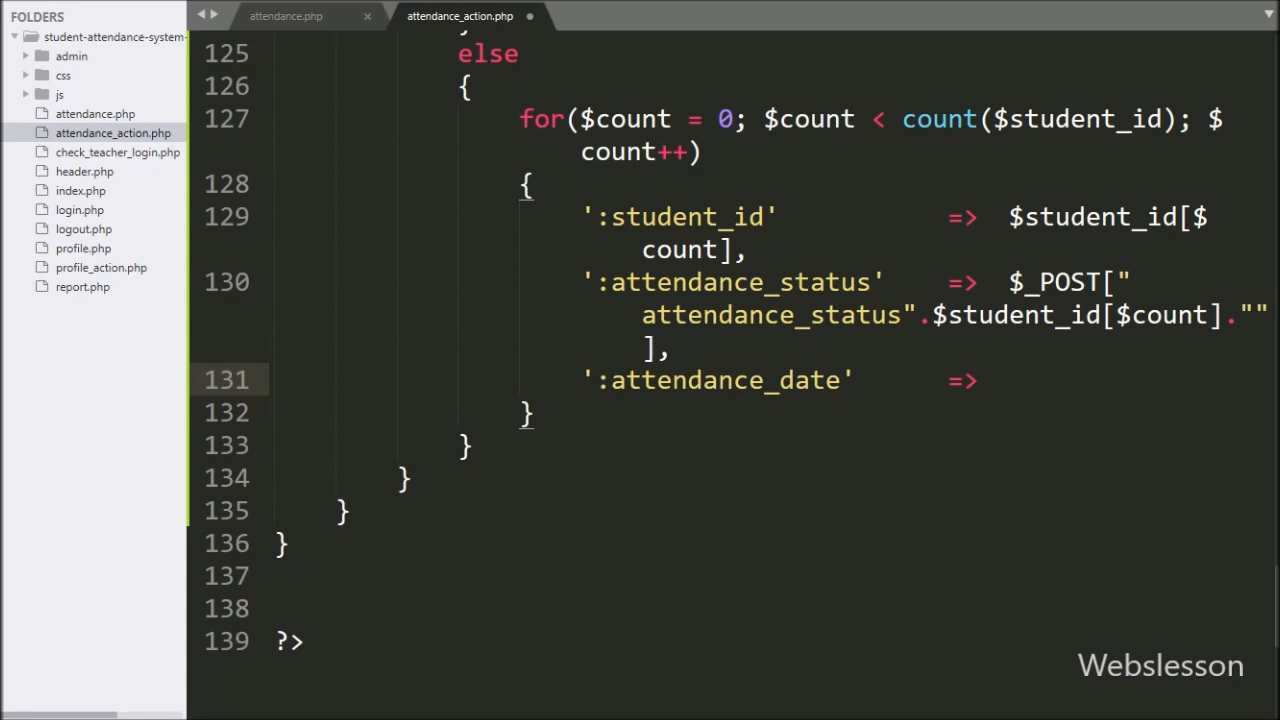 FOLDERS
student-attendance-system-
admin
css
js
attendance.php
attendance_action.php
check_teacher_login.php
header.php
index.php
login.php
logout.php
profile.php
profile_action.php
report.php
attendance.php ×
attendance_action.php
125 else
126 {
127 for($count = 0; $count < count($student_id); $
count++)
128 {
129 ':student_id' => $student_id[$
count],
130 ':attendance_status' => $_POST["
attendance_status".$student_id[$count].""
],
131 ':attendance_date' =>
132 }
133 }
134 }
135 }
136 }
137
138
139 ?>
Webslesson